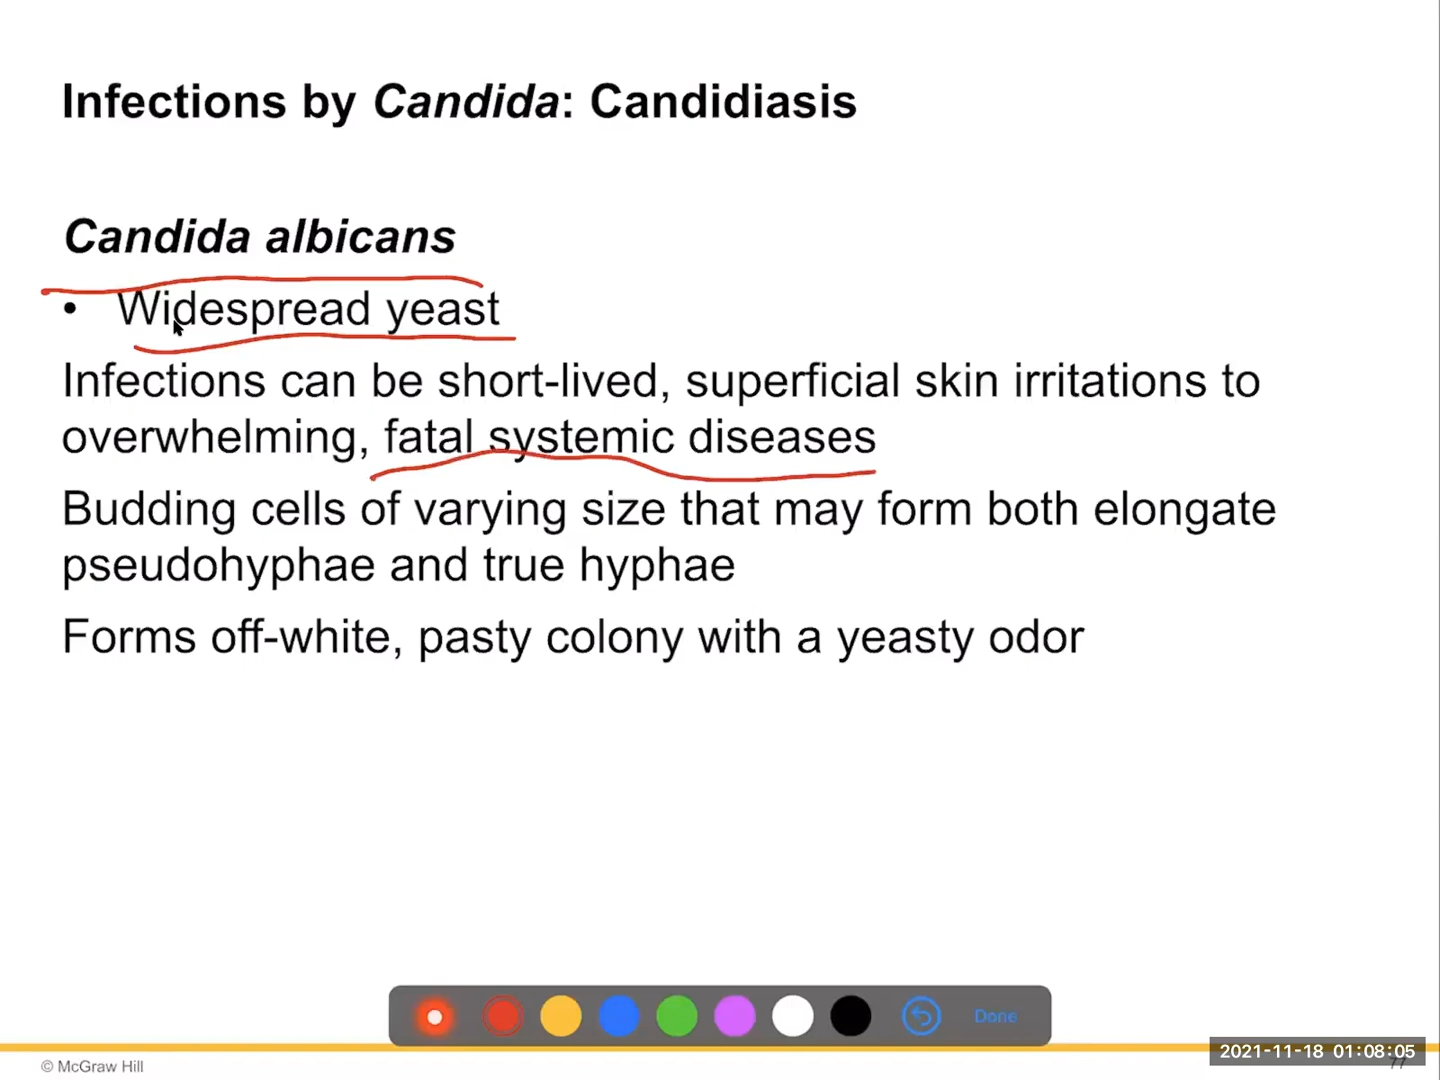 Infections by Candida: Candidiasis
Candida albicans
• Widespread yeast
Infections can be short-lived, superficial skin irritations to
overwhelming, fatal systemic diseases
Budding cells of varying size that may form both elongate
pseudohyphae and true hyphae
Forms off-white, pasty colony with a yeasty odor
Done
2021-11-18 01:08:05
© McGraw Hill
77